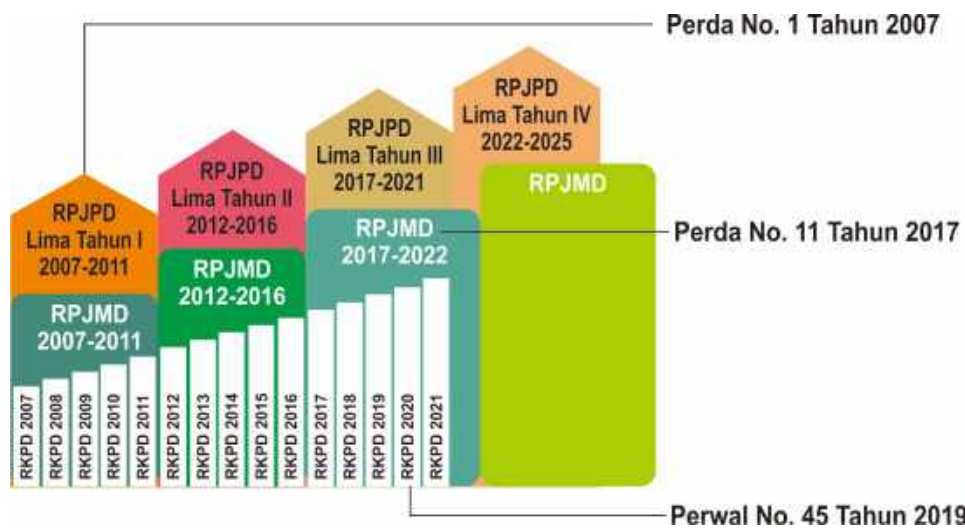 Perda No. 1 Tahun 2007
RPJPD
Lima Tahun IV
2022-2025
RPJPD
Lima Tahun III
2017-2021
RPJPD
Lima Tahun II
2012-2016
RPJPD
Lima Tahun I
2007-2011
RPJMD
RPJMD
2017-2022
Perda No. 11 Tahun 2017
RPJMD
2012-2016
RPJMD
2007-2011
RKPD 2007
RKPD 2008
RKPD 2009
RKPD 2010
RKPD 2011
RKPD 2012
RKPD 2013
RKPD 2014
RKPD 2015
RKPD 2016
RKPD 2017
RKPD 2018
RKPD 2019
RKPD 2020
RKPD 2021
Perwal No. 45 Tahun 2019